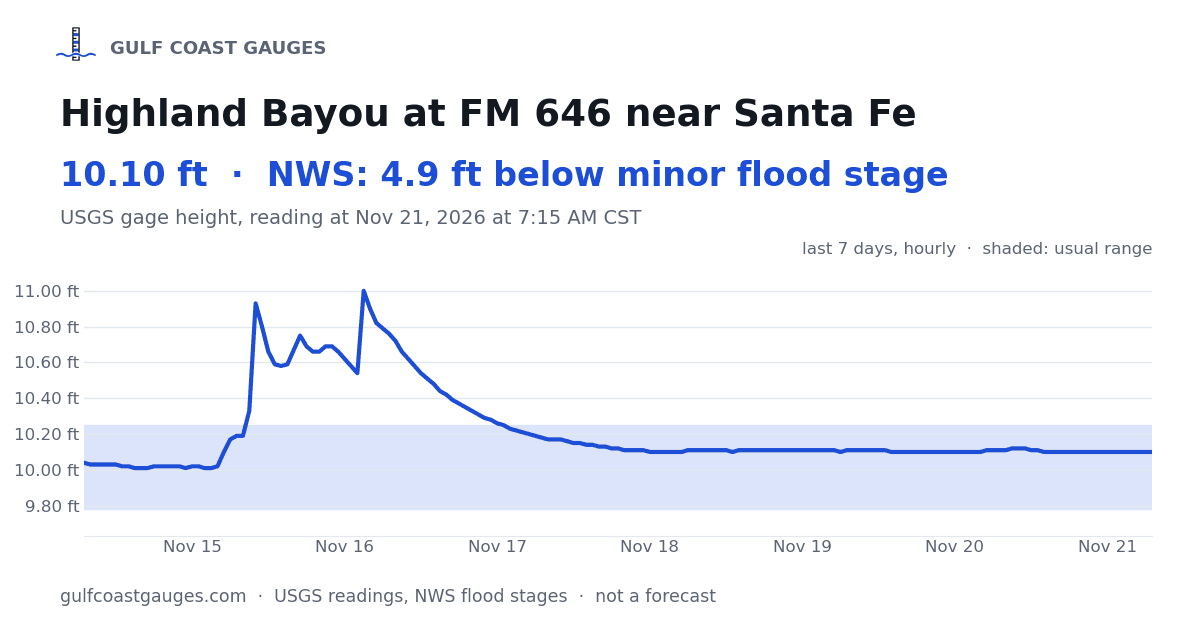 GULF COAST GAUGES
Highland Bayou at FM 646 near Santa Fe
10.10 ft · NWS: 4.9 ft below minor flood stage
USGS gage height, reading at Nov 21, 2026 at 7:15 AM CST
last 7 days, hourly · shaded: usual range
11.00 ft
10.80 ft
10.60 ft
10.40 ft
10.20 ft
10.00 ft
9.80 ft
Nov 15 Nov 16 Nov 17 Nov 18 Nov 19 Nov 20 Nov 21
gulfcoastgauges.com · USGS readings, NWS flood stages · not a forecast